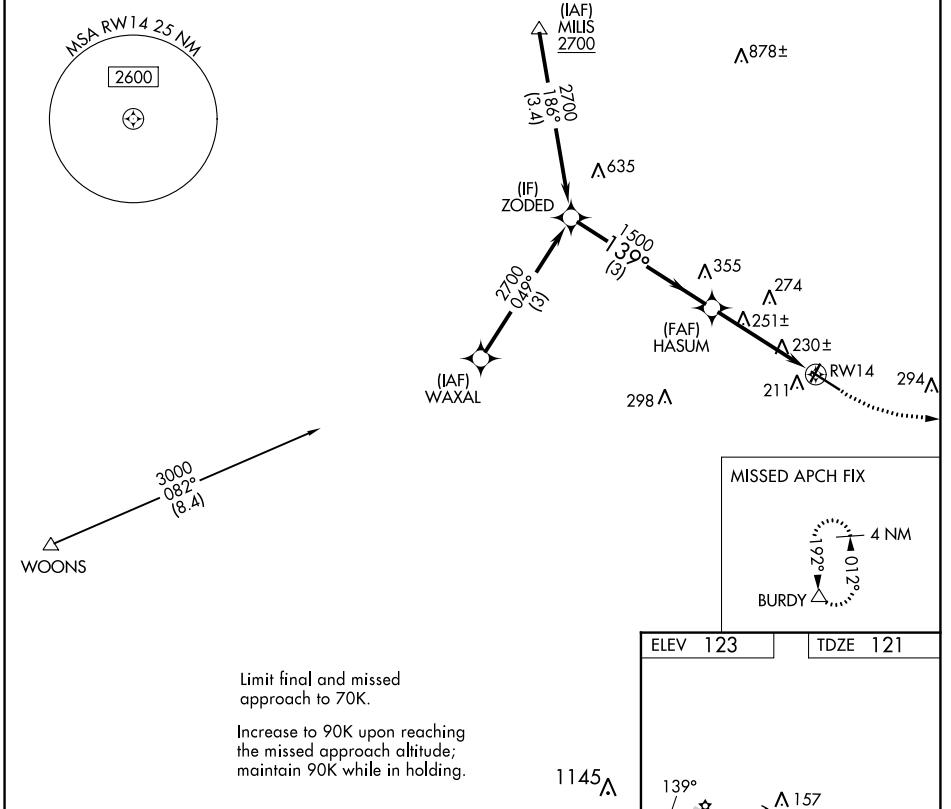 MSA RW14 25 NM
2600
(IAF)
MILIS
2700
878±
2700
186°
(3.4)
635
(IF)
ZODED
1500
139°
(3)
2700
049°
(3)
355
274
251±
(FAF)
HASUM
230±
RW14
211
294
(IAF)
WAXAL
298
3000
082°
(8.4)
WOONS
MISSED APCH FIX
4 NM
192°
012°
BURDY
ELEV 123
TDZE 121
Limit final and missed
approach to 70K.
Increase to 90K upon reaching
the missed approach altitude;
maintain 90K while in holding.
1145
139°
157